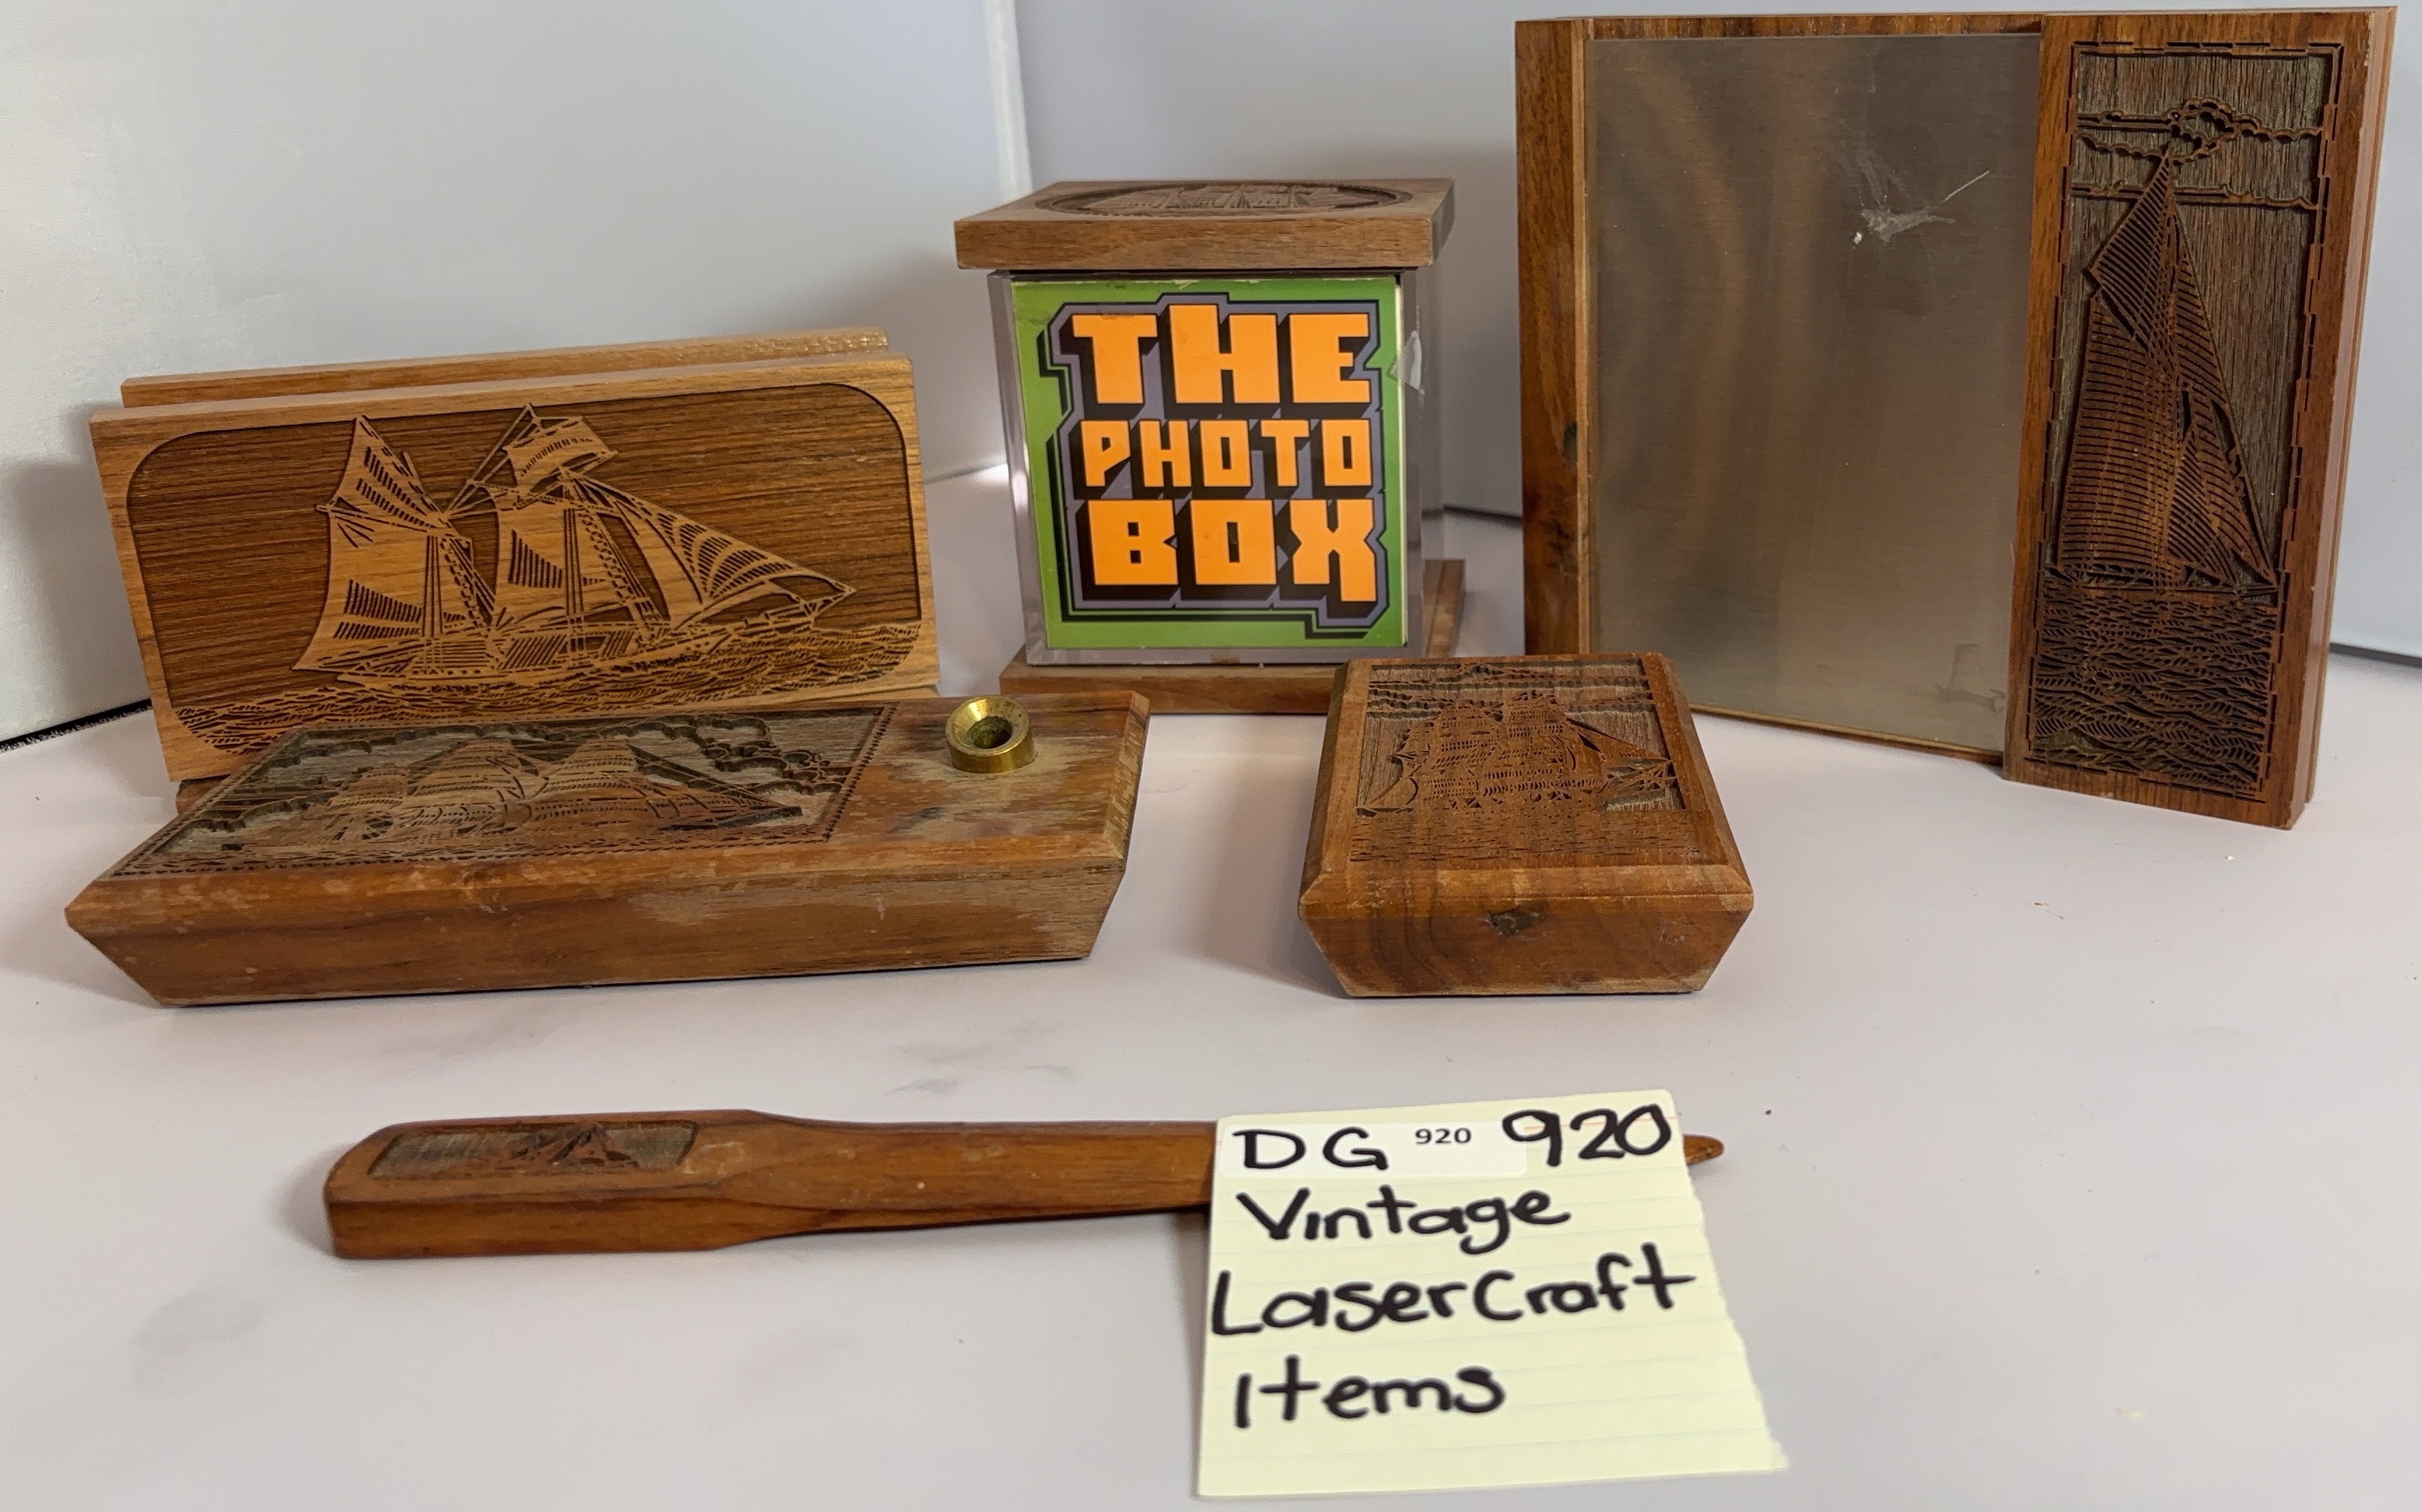 THE
PHOTO
BOX
DG 920 920
Vintage
LaserCraft
Items